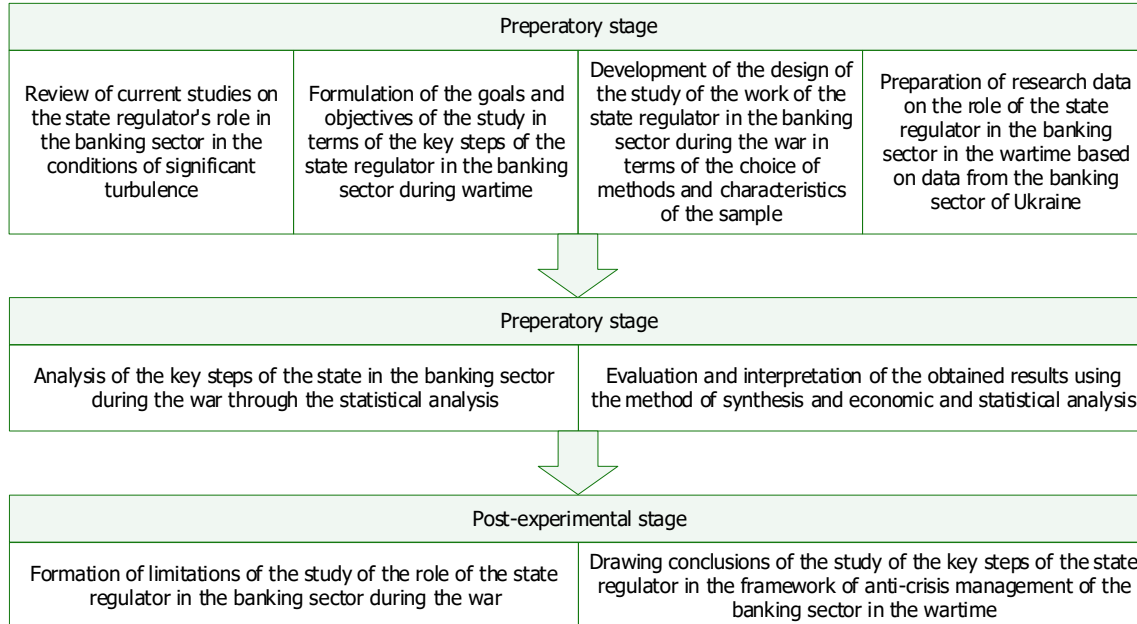 Preperatory stage
Review of current studies on
the state regulator's role in
the banking sector in the
conditions of significant
turbulence
Formulation of the goals and
objectives of the study in
terms of the key steps of the
state regulator in the banking
sector during wartime
Development of the design of
the study of the work of the
state regulator in the banking
sector during the war in
terms of the choice of
methods and characteristics
of the sample
Preparation of research data
on the role of the state
regulator in the banking
sector in the wartime based
on data from the banking
sector of Ukraine
Preperatory stage
Analysis of the key steps of the state in the banking sector
during the war through the statistical analysis
Evaluation and interpretation of the obtained results using
the method of synthesis and economic and statistical analysis
Post-experimental stage
Formation of limitations of the study of the role of the state
regulator in the banking sector during the war
Drawing conclusions of the study of the key steps of the state
regulator in the framework of anti-crisis management of the
banking sector in the wartime